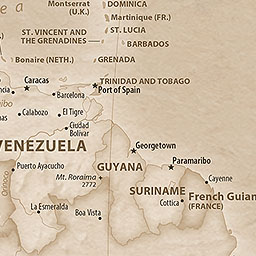 Montserrat
(U.K.)
DOMINICA
Martinique (FR.)
ST. LUCIA
ST. VINCENT AND
THE GRENADINES
BARBADOS
Bonaire (NETH.)
GRENADA
Caracas
TRINIDAD AND TOBAGO
Port of Spain
Barcelona
Calabozo
El Tigre
Ciudad
Bolívar
VENEZUELA
Georgetown
Paramaribo
Puerto Ayacucho
GUYANA
Mt. Roraima
2772
Cayenne
Orinoco
SURINAME
French Guian
(FRANCE)
Cottica
La Esmeralda
Boa Vista